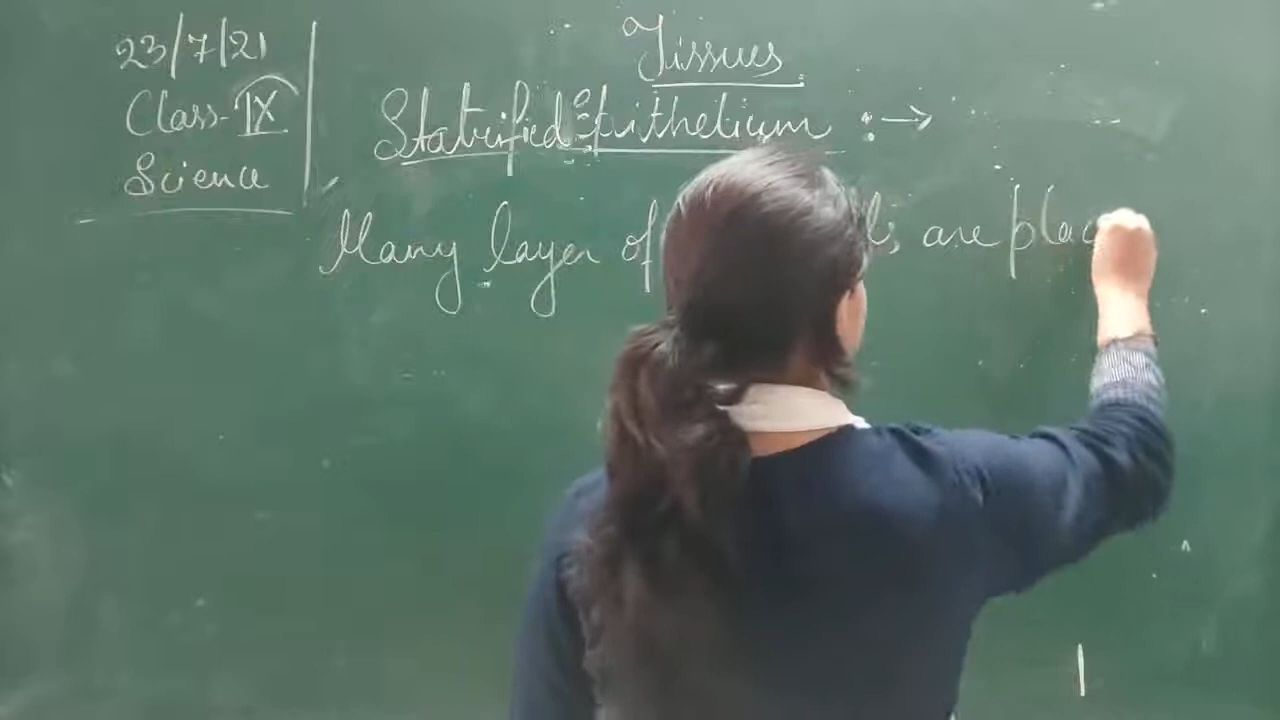 23/7/21
Class-IX
Science
Tissues
Statrified Epithelium :→
Many layer of are plac